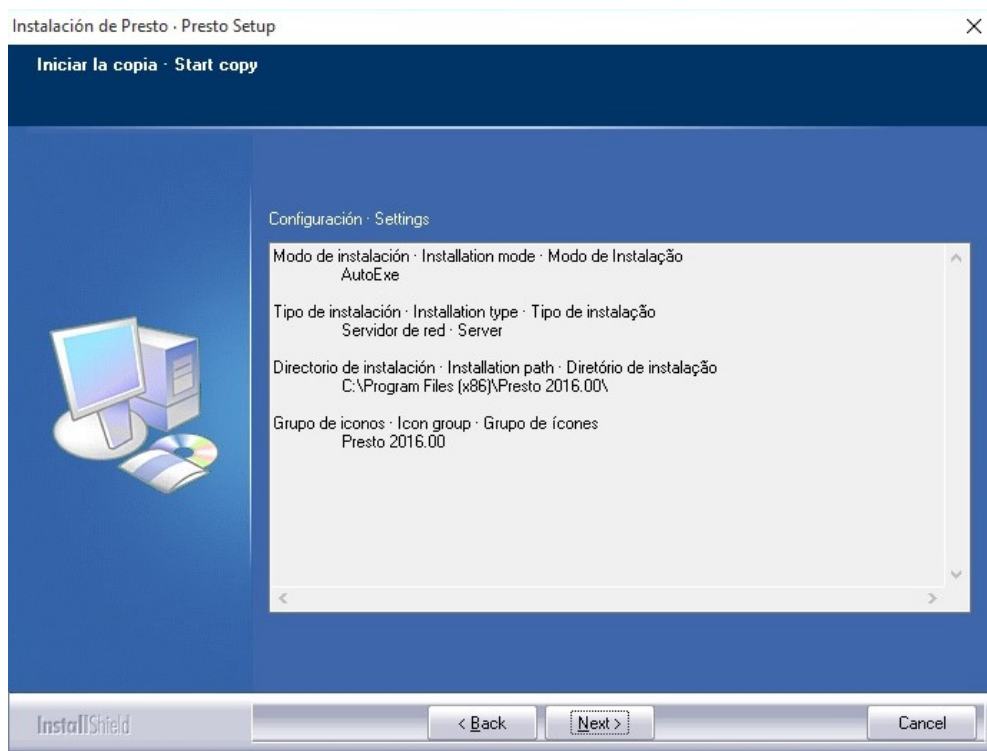 Instalación de Presto · Presto Setup
Iniciar la copia · Start copy
Configuración · Settings
Modo de instalación · Installation mode · Modo de Instalação
AutoExe
Tipo de instalación · Installation type · Tipo de instalação
Servidor de red · Server
Directorio de instalación · Installation path · Diretório de instalação
C:\Program Files (x86)\Presto 2016.00\
Grupo de iconos · Icon group · Grupo de ícones
Presto 2016.00
InstallShield
< Back
Next >
Cancel